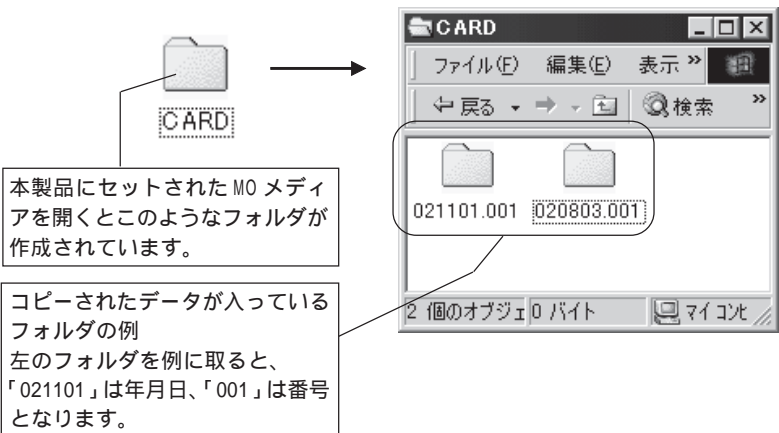 CARD
本製品にセットされた MO メディ
アを開くとこのようなフォルダが
作成されています。
コピーされたデータが入っている
フォルダの例
左のフォルダを例に取ると、
「021101」は年月日、「001」は番号
となります。
CARD
ファイル(F) 編集(E) 表示 »
戻る 検索 »
021101.001 020803.001
2 個のオブジェ 0 バイト マイ コンピ